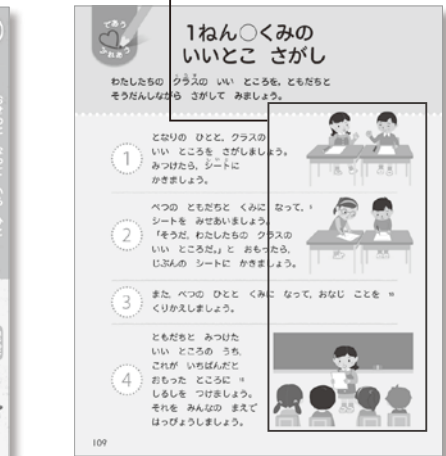 であう
ふれあう
1ねん○くみの
いいとこ さがし
わたしたちの クラスの いい ところを、ともだちと
そうだんしながら さがして みましょう。
1
となりの ひとと、クラスの
いい ところを さがしましょう。
みつけたら、シートに
かきましょう。
2
べつの ともだちと くみに なって、
シートを みせあいましょう。
「そうだ、わたしたちの クラスの
いい ところだ。」と おもったら、
じぶんの シートに かきましょう。
3
また、べつの ひとと くみに なって、おなじ ことを
くりかえしましょう。
4
ともだちと みつけた
いい ところの うち、
これが いちばんだと
おもった ところに
しるしを つけましょう。
それを みんなの まえで
はっぴょうしましょう。
109